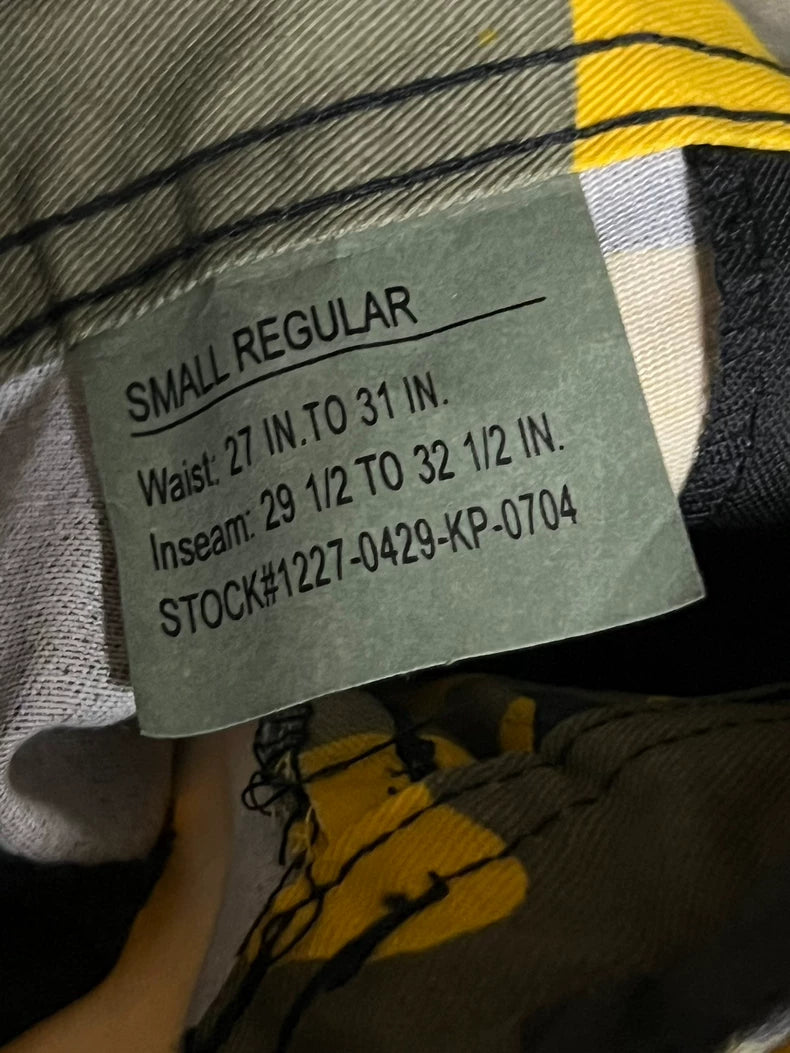 SMALL REGULAR
Waist: 27 IN.TO 31 IN.
Inseam: 29 1/2 TO 32 1/2 IN.
STOCK#1227-0429-KP-0704